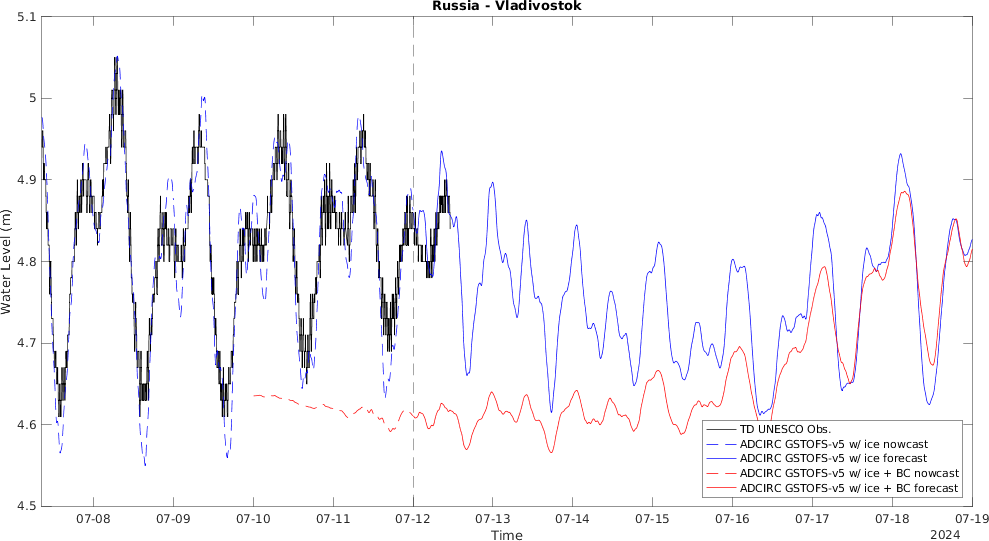 Russia - Vladivostok
5.1
5
4.9
4.8
4.7
4.6
4.5
Water Level (m)
07-08 07-09 07-10 07-11 07-12 07-13 07-14 07-15 07-16 07-17 07-18 07-19
Time
2024
TD UNESCO Obs.
ADCIRC GSTOFS-v5 w/ ice nowcast
ADCIRC GSTOFS-v5 w/ ice forecast
ADCIRC GSTOFS-v5 w/ ice + BC nowcast
ADCIRC GSTOFS-v5 w/ ice + BC forecast